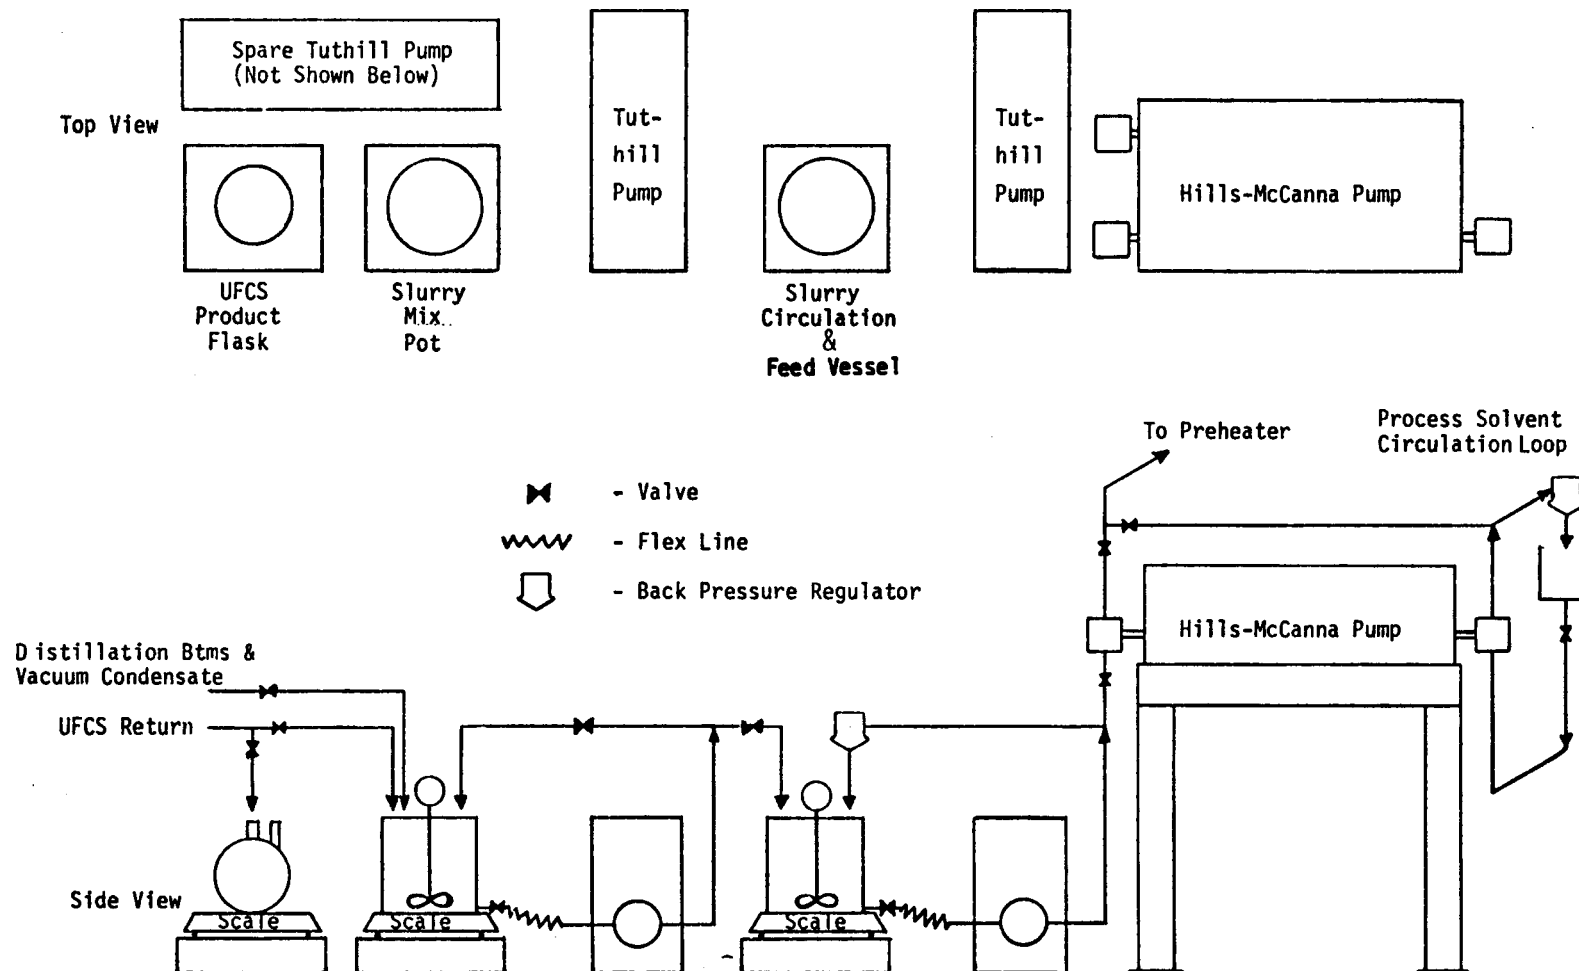 Spare Tuthill Pump
(Not Shown Below)
Top View
Tut-
hill
Pump
Tut-
hill
Pump
Hills-McCanna Pump
UFCS
Product
Flask
Slurry
Mix
Pot
Slurry
Circulation
&
Feed Vessel
To Preheater
Process Solvent
Circulation Loop
- Valve
- Flex Line
- Back Pressure Regulator
Hills-McCanna Pump
Distillation Btms &
Vacuum Condensate
UFCS Return
Side View
Scale
Scale
Scale